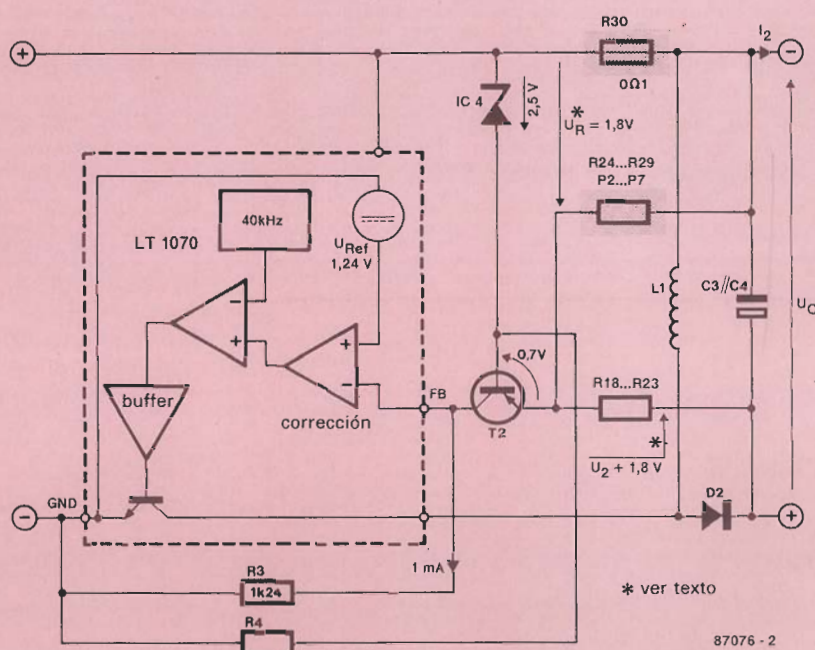 R30
I2
+
-
0Ω1
IC 4
2,5 V
*
UR = 1,8V
R24...R29
P2...P7
40kHz
LT 1070
URef
1,24 V
L1
C3//C4
UO
-
+
+
-
0,7V
FB
buffer
corrección
T2
R18...R23
*
U2 + 1,8 V
GND
D2
-
+
1 mA
R3
1k24
* ver texto
R4
87076 - 2